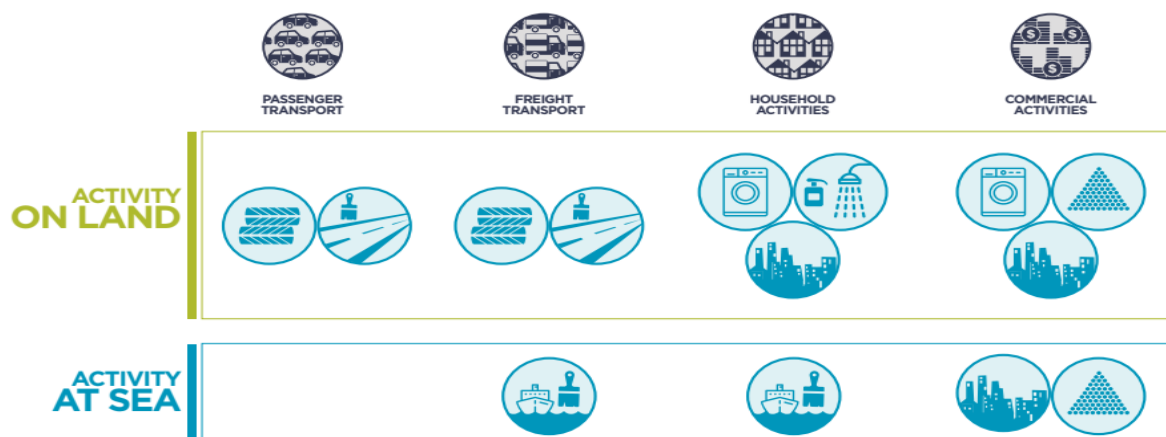 PASSENGER
TRANSPORT
FREIGHT
TRANSPORT
HOUSEHOLD
ACTIVITIES
COMMERCIAL
ACTIVITIES
ACTIVITY
ON LAND
ACTIVITY
AT SEA